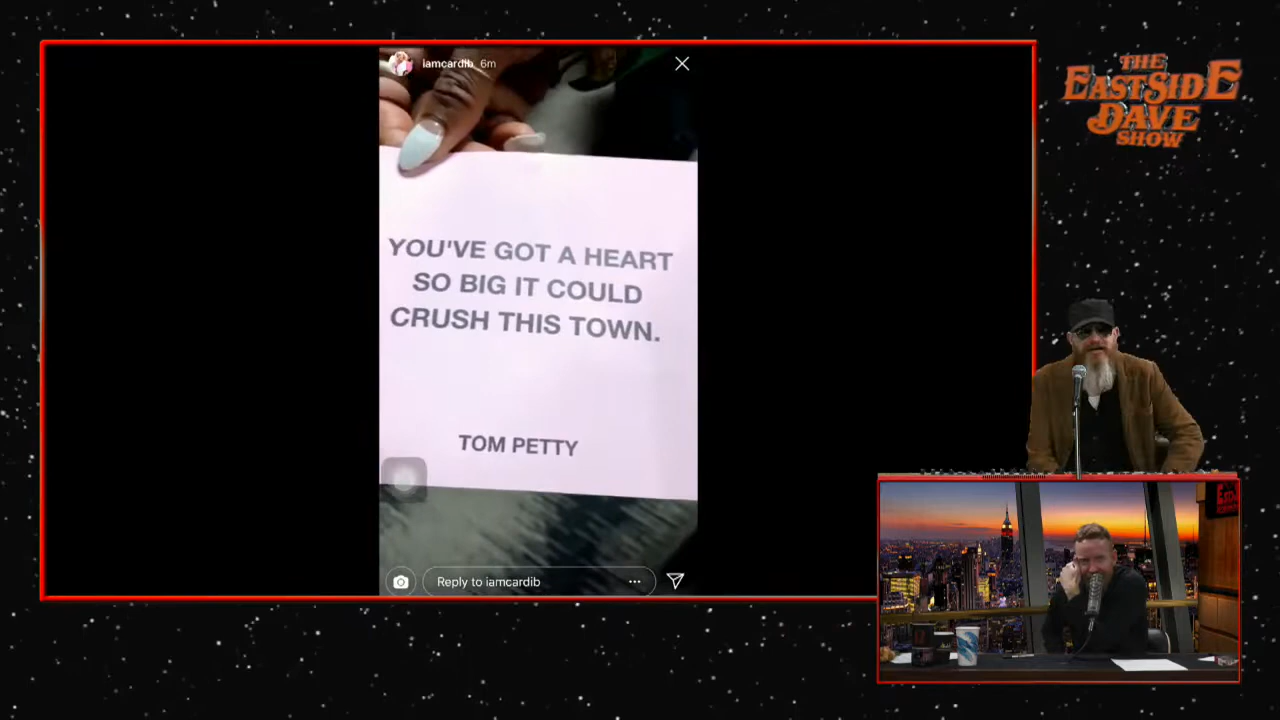 iamcardib 6m
YOU'VE GOT A HEART
SO BIG IT COULD
CRUSH THIS TOWN.
TOM PETTY
Reply to iamcardib
THE
EASTSIDE
DAVE
SHOW